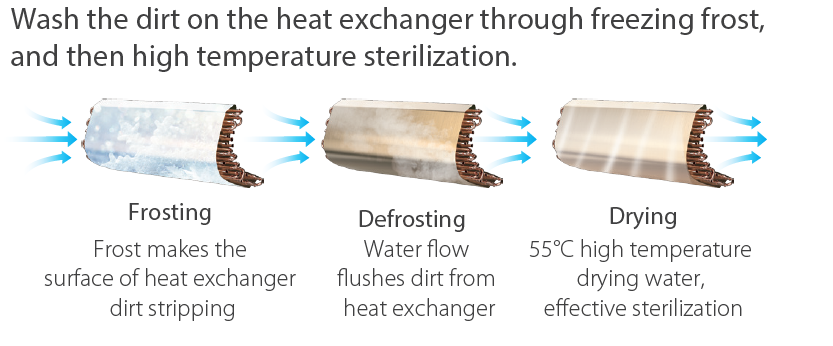 Wash the dirt on the heat exchanger through freezing frost,
and then high temperature sterilization.
Frosting
Frost makes the
surface of heat exchanger
dirt stripping
Defrosting
Water flow
flushes dirt from
heat exchanger
Drying
55°C high temperature
drying water,
effective sterilization